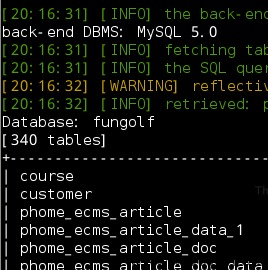 [20:16:31] [INFO] the back-end
back-end DBMS: MySQL 5.0
[20:16:31] [INFO] fetching tab
[20:16:31] [INFO] the SQL quer
[20:16:32] [WARNING] reflectiv
[20:16:32] [INFO] retrieved: p
Database: fungolf
[340 tables]
+-----------------------------
| course
| customer
| phome_ecms_article
| phome_ecms_article_data_1
| phome_ecms_article_doc
| phome_ecms_article_doc_data